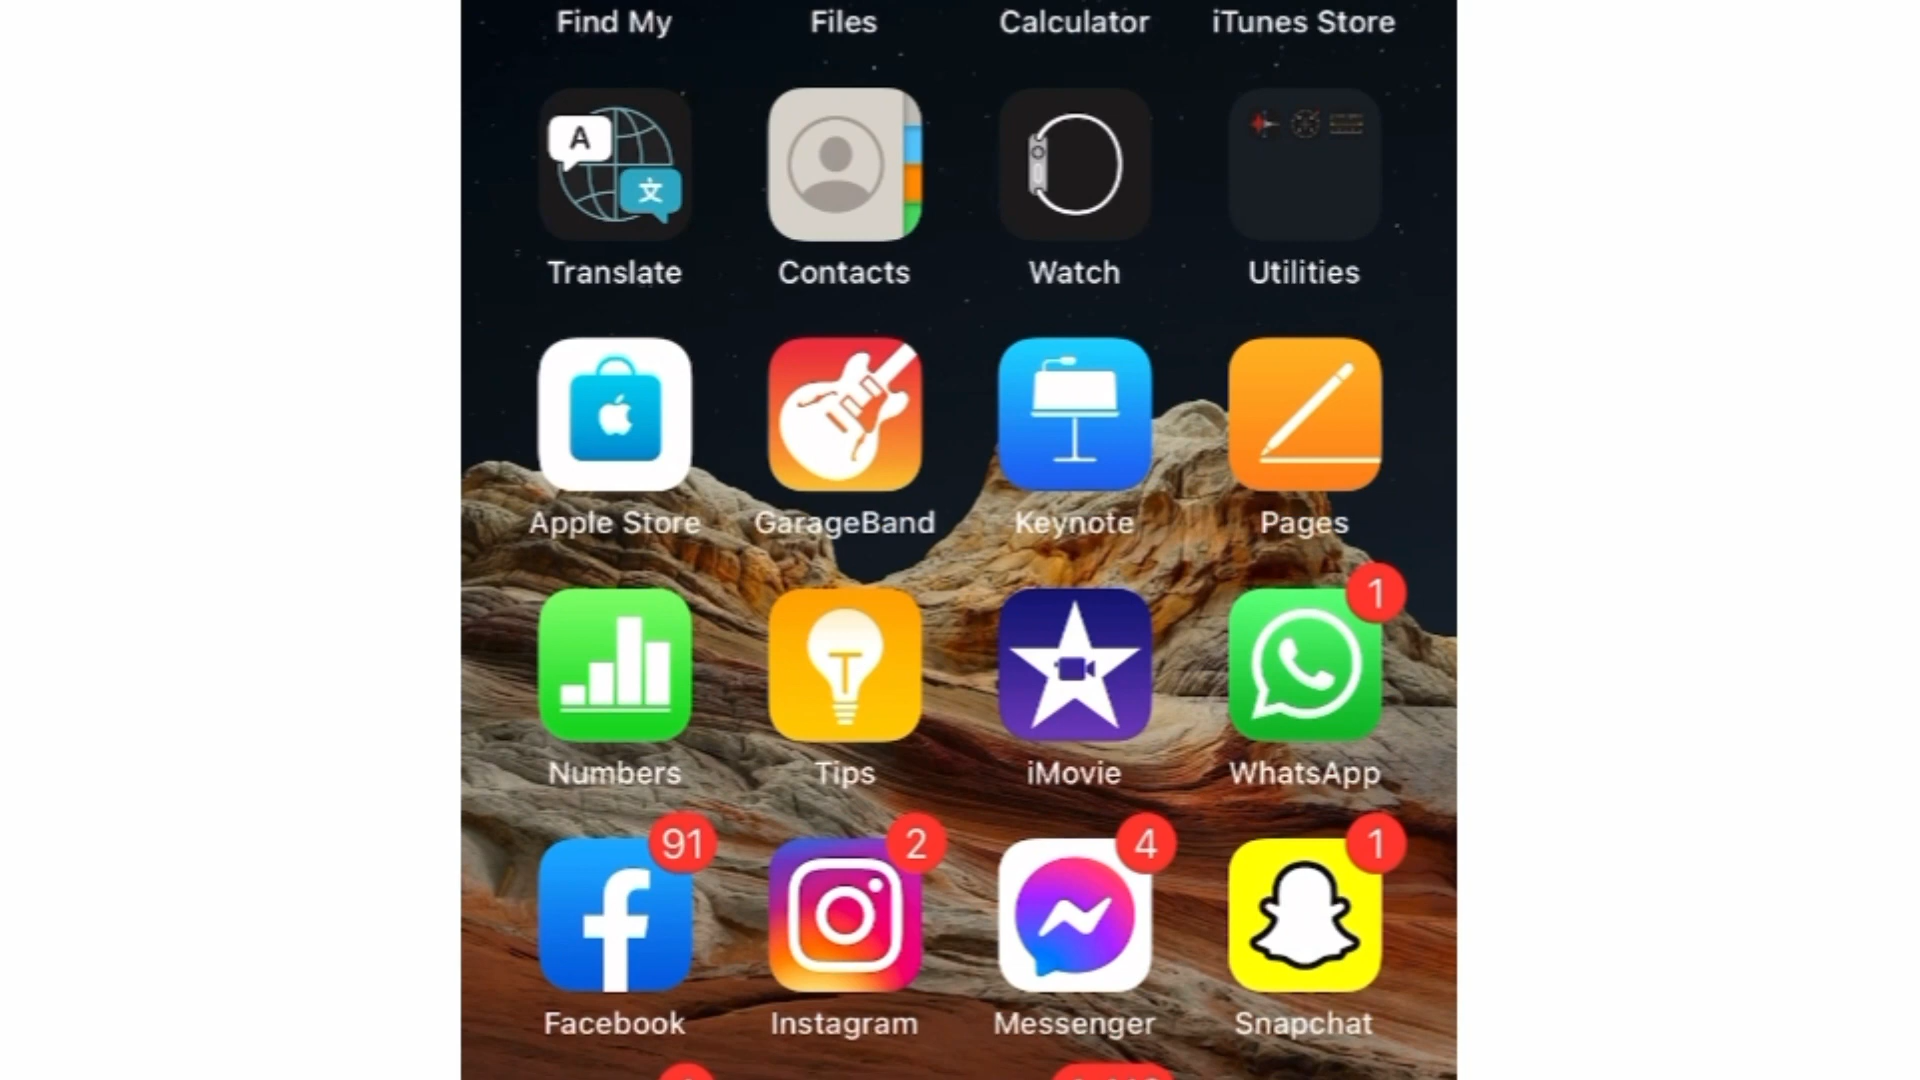 Find My Files Calculator iTunes Store
A
文
Translate Contacts Watch Utilities
Apple Store GarageBand Keynote Pages
1
Numbers Tips iMovie WhatsApp
91 2 4 1
Facebook Instagram Messenger Snapchat